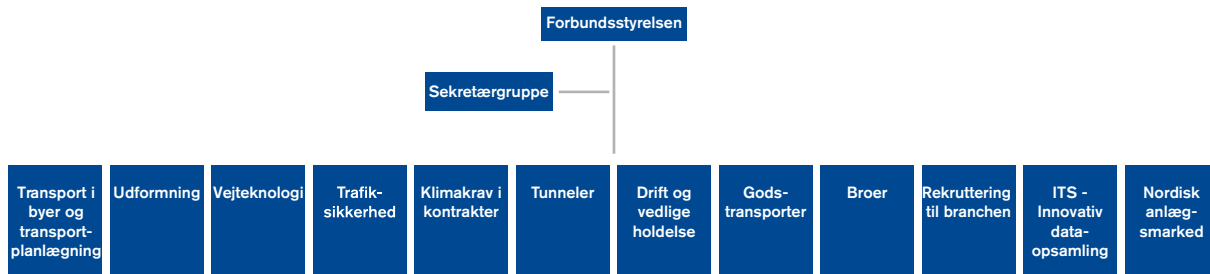 Forbundsstyrelsen
Sekretærgruppe
Transport i
byer og
transport-
planlægning
Udformning
Vejteknologi
Trafik-
sikkerhed
Klimakrav i
kontrakter
Tunneler
Drift og
vedlige
holdelse
Gods-
transporter
Broer
Rekruttering
til branchen
ITS -
Innovativ
data-
opsamling
Nordisk
anlæg-
smarked